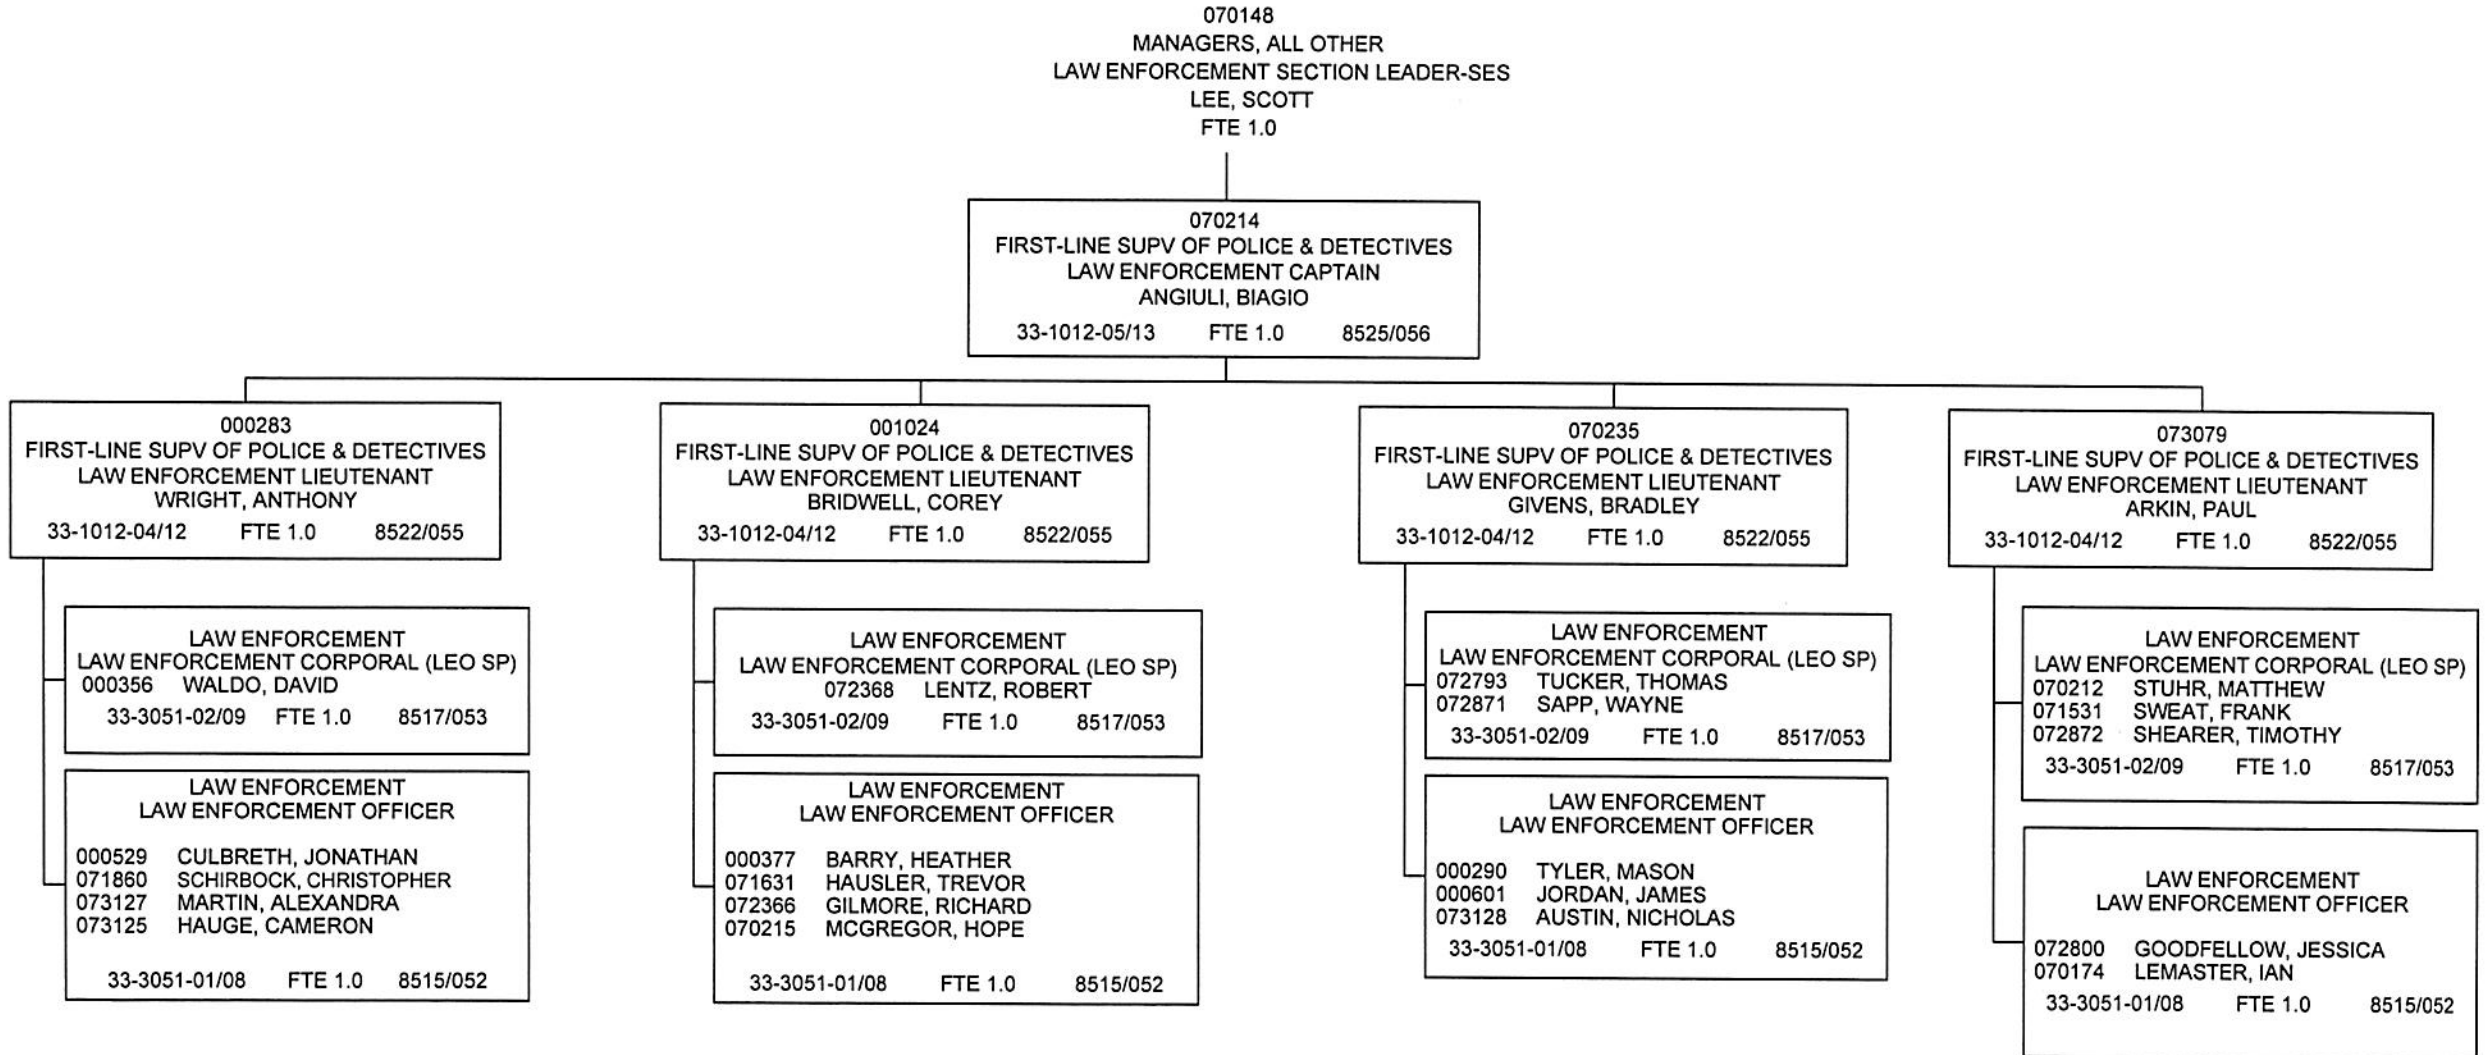 070148
MANAGERS, ALL OTHER
LAW ENFORCEMENT SECTION LEADER-SES
LEE, SCOTT
FTE 1.0
070214
FIRST-LINE SUPV OF POLICE & DETECTIVES
LAW ENFORCEMENT CAPTAIN
ANGIULI, BIAGIO
33-1012-05/13 FTE 1.0 8525/056
000283
FIRST-LINE SUPV OF POLICE & DETECTIVES
LAW ENFORCEMENT LIEUTENANT
WRIGHT, ANTHONY
33-1012-04/12 FTE 1.0 8522/055
LAW ENFORCEMENT
LAW ENFORCEMENT CORPORAL (LEO SP)
000356 WALDO, DAVID
33-3051-02/09 FTE 1.0 8517/053
LAW ENFORCEMENT
LAW ENFORCEMENT OFFICER
000529 CULBRETH, JONATHAN
071860 SCHIRBOCK, CHRISTOPHER
073127 MARTIN, ALEXANDRA
073125 HAUGE, CAMERON
33-3051-01/08 FTE 1.0 8515/052
001024
FIRST-LINE SUPV OF POLICE & DETECTIVES
LAW ENFORCEMENT LIEUTENANT
BRIDWELL, COREY
33-1012-04/12 FTE 1.0 8522/055
LAW ENFORCEMENT
LAW ENFORCEMENT CORPORAL (LEO SP)
072368 LENTZ, ROBERT
33-3051-02/09 FTE 1.0 8517/053
LAW ENFORCEMENT
LAW ENFORCEMENT OFFICER
000377 BARRY, HEATHER
071631 HAUSLER, TREVOR
072366 GILMORE, RICHARD
070215 MCGREGOR, HOPE
33-3051-01/08 FTE 1.0 8515/052
070235
FIRST-LINE SUPV OF POLICE & DETECTIVES
LAW ENFORCEMENT LIEUTENANT
GIVENS, BRADLEY
33-1012-04/12 FTE 1.0 8522/055
LAW ENFORCEMENT
LAW ENFORCEMENT CORPORAL (LEO SP)
072793 TUCKER, THOMAS
072871 SAPP, WAYNE
33-3051-02/09 FTE 1.0 8517/053
LAW ENFORCEMENT
LAW ENFORCEMENT OFFICER
000290 TYLER, MASON
000601 JORDAN, JAMES
073128 AUSTIN, NICHOLAS
33-3051-01/08 FTE 1.0 8515/052
073079
FIRST-LINE SUPV OF POLICE & DETECTIVES
LAW ENFORCEMENT LIEUTENANT
ARKIN, PAUL
33-1012-04/12 FTE 1.0 8522/055
LAW ENFORCEMENT
LAW ENFORCEMENT CORPORAL (LEO SP)
070212 STUHR, MATTHEW
071531 SWEAT, FRANK
072872 SHEARER, TIMOTHY
33-3051-02/09 FTE 1.0 8517/053
LAW ENFORCEMENT
LAW ENFORCEMENT OFFICER
072800 GOODFELLOW, JESSICA
070174 LEMASTER, IAN
33-3051-01/08 FTE 1.0 8515/052